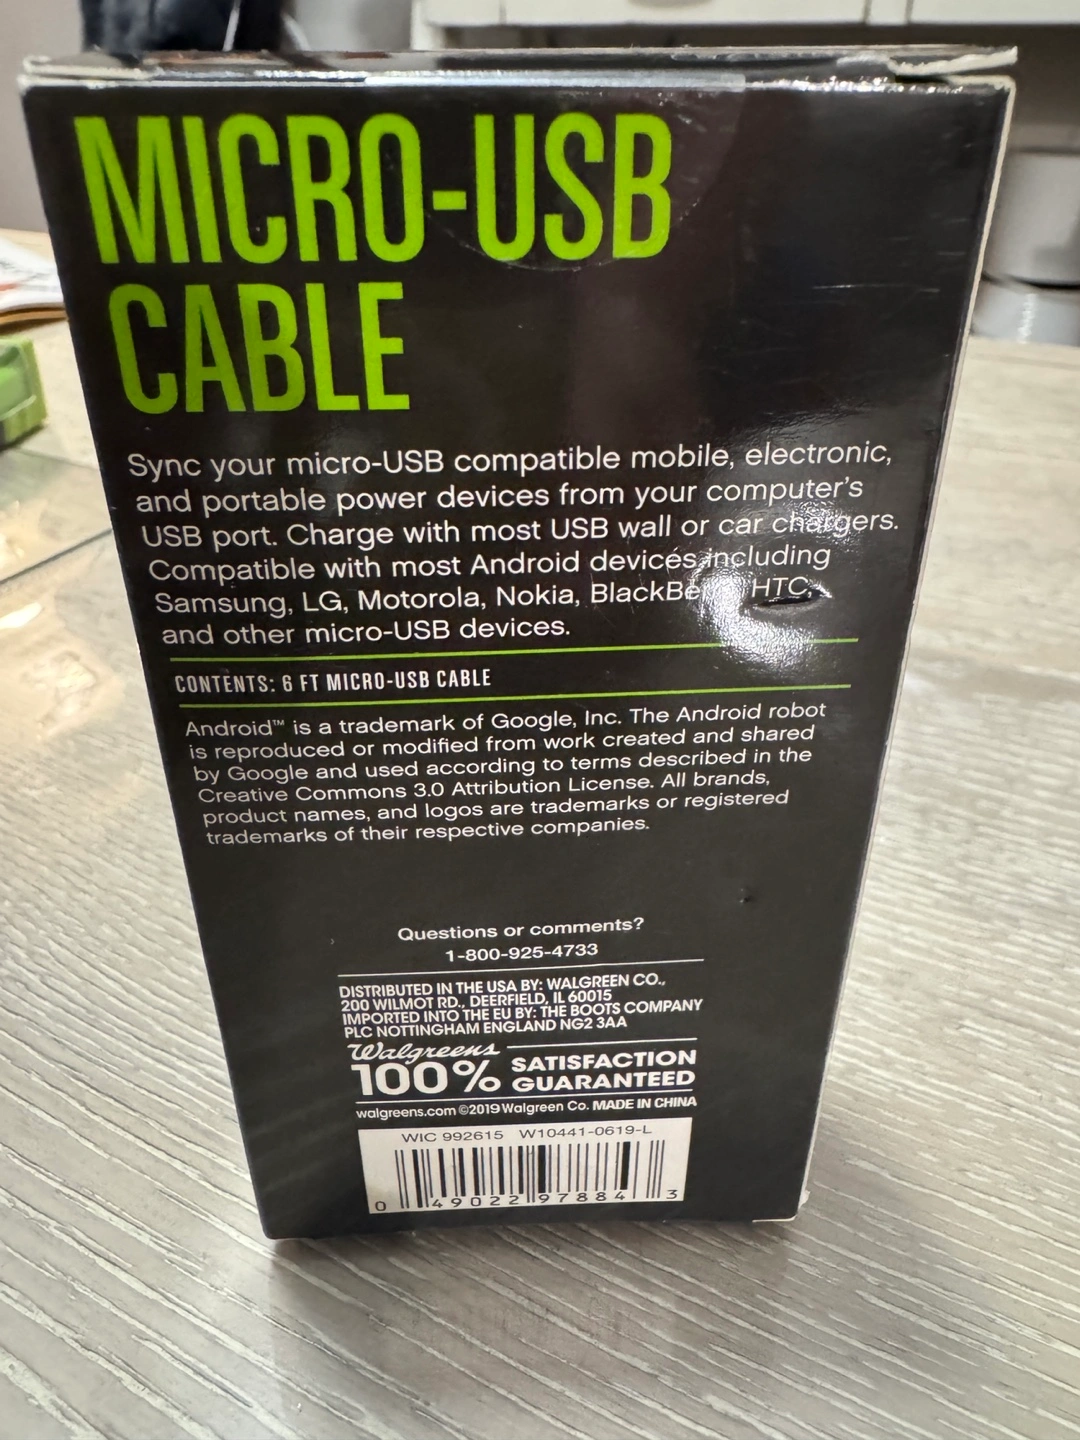 MICRO-USB
CABLE
Sync your micro-USB compatible mobile, electronic,
and portable power devices from your computer's
USB port. Charge with most USB wall or car chargers.
Compatible with most Android devices including
Samsung, LG, Motorola, Nokia, HTC,
and other micro-USB devices.
CONTENTS: 6 FT MICRO-USB CABLE
Android™ is a trademark of Google, Inc. The Android robot
is reproduced or modified from work created and shared
by Google and used according to terms described in the
Creative Commons 3.0 Attribution License. All brands,
product names, and logos are trademarks or registered
trademarks of their respective companies.
Questions or comments?
1-800-925-4733
DISTRIBUTED IN THE USA BY: WALGREEN CO.,
200 WILMOT RD., DEERFIELD, IL 60015
IMPORTED INTO THE EU BY: THE BOOTS COMPANY
PLC NOTTINGHAM ENGLAND NG2 3AA
Walgreens
100% SATISFACTION
GUARANTEED
walgreens.com ©2019 Walgreen Co. MADE IN CHINA
WIC 992615 W10441-0619-L
0 49022 97884 3